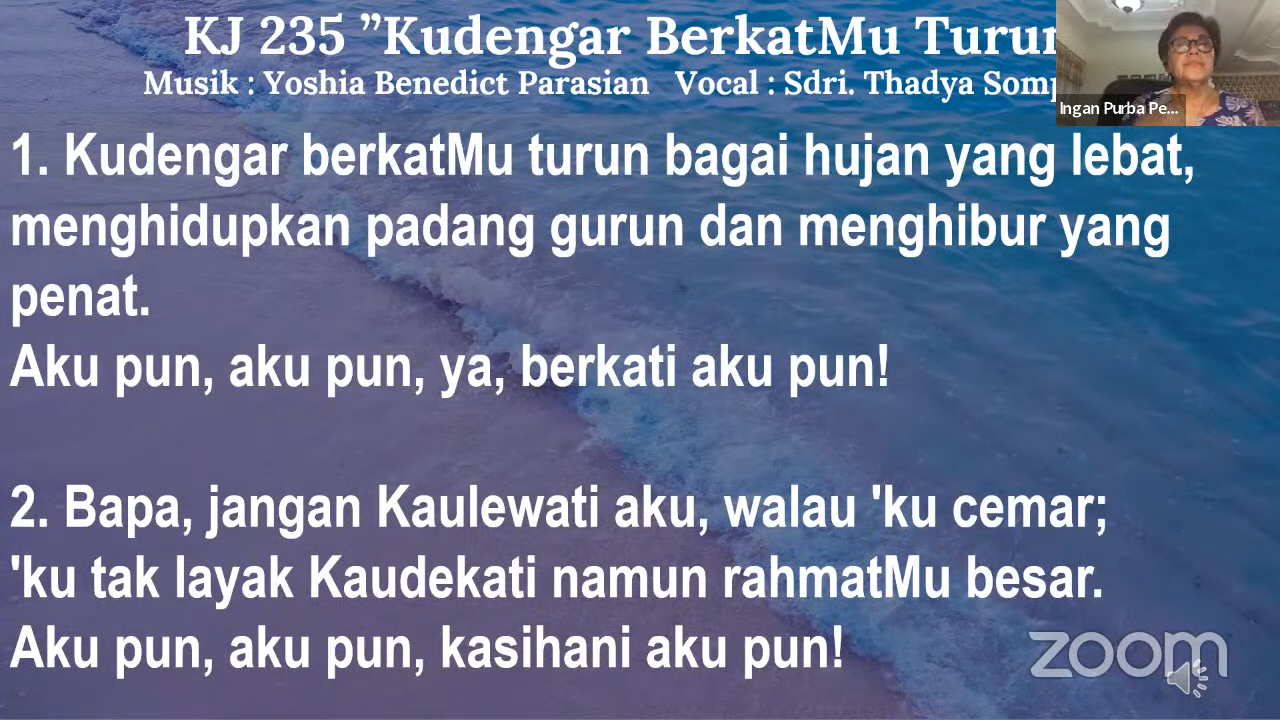 KJ 235 ”Kudengar BerkatMu Turun
Musik : Yoshia Benedict Parasian Vocal : Sdri. Thadya
Ingan Purba Pe...
1. Kudengar berkatMu turun bagai hujan yang lebat,
menghidupkan padang gurun dan menghibur yang
penat.
Aku pun, aku pun, ya, berkati aku pun!
2. Bapa, jangan Kaulewati aku, walau 'ku cemar;
'ku tak layak Kaudekati namun rahmatMu besar.
Aku pun, aku pun, kasihani aku pun!
zoom